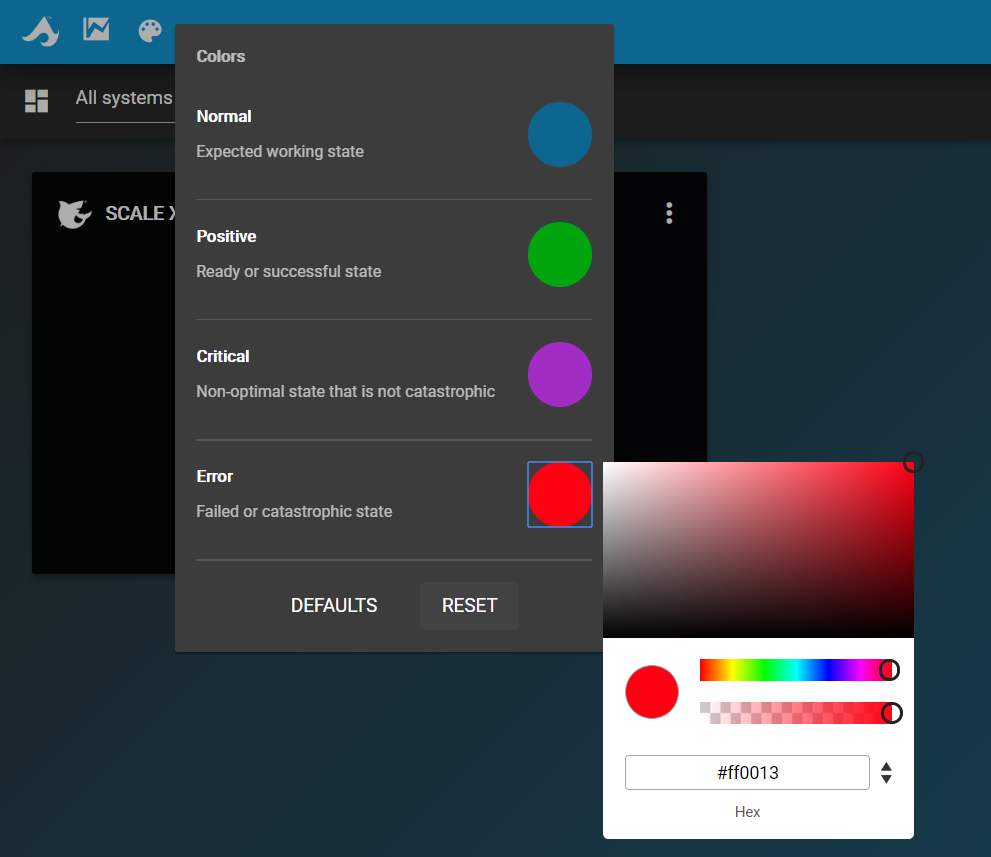 Colors
All systems
Normal
Expected working state
SCALE X
Positive
Ready or successful state
Critical
Non-optimal state that is not catastrophic
Error
Failed or catastrophic state
DEFAULTS
RESET
#ff0013
Hex